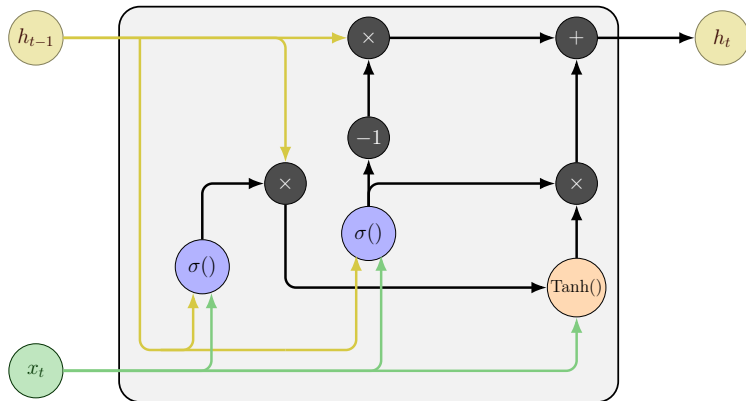 h_{t−1}
×
+
h_t
−1
×
×
σ()
σ()
Tanh()
x_t